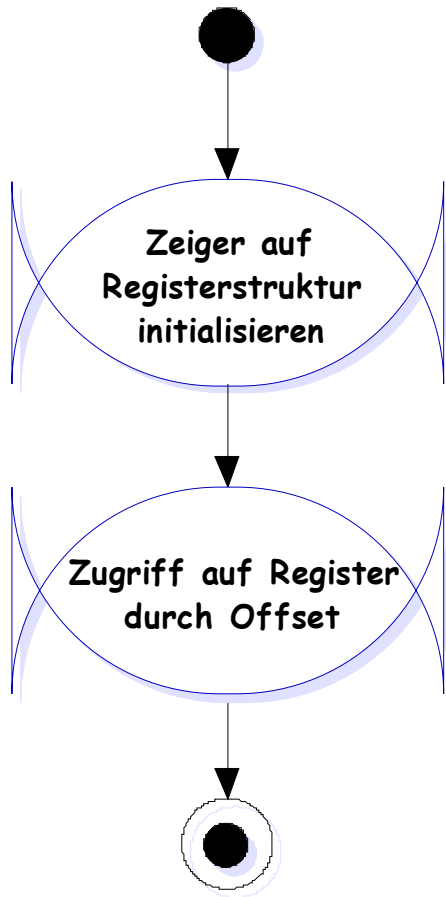 Zeiger auf
Registerstruktur
initialisieren
Zugriff auf Register
durch Offset